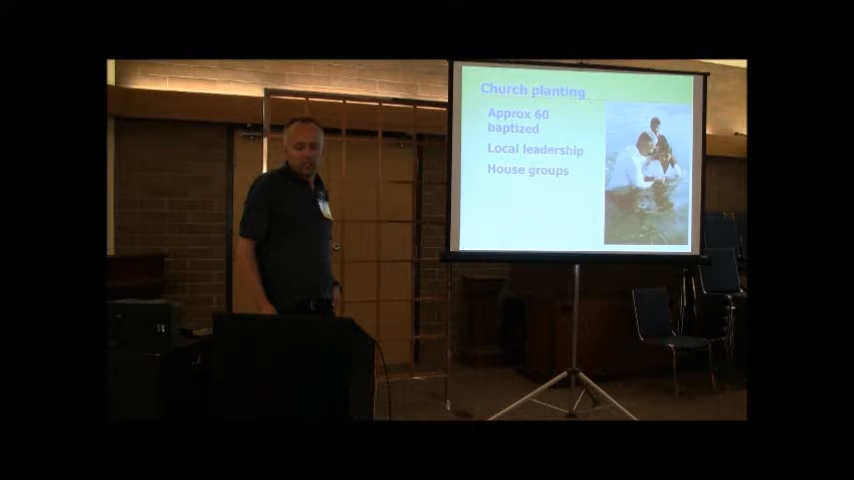 Church planting
Approx 60
baptized
Local leadership
House groups